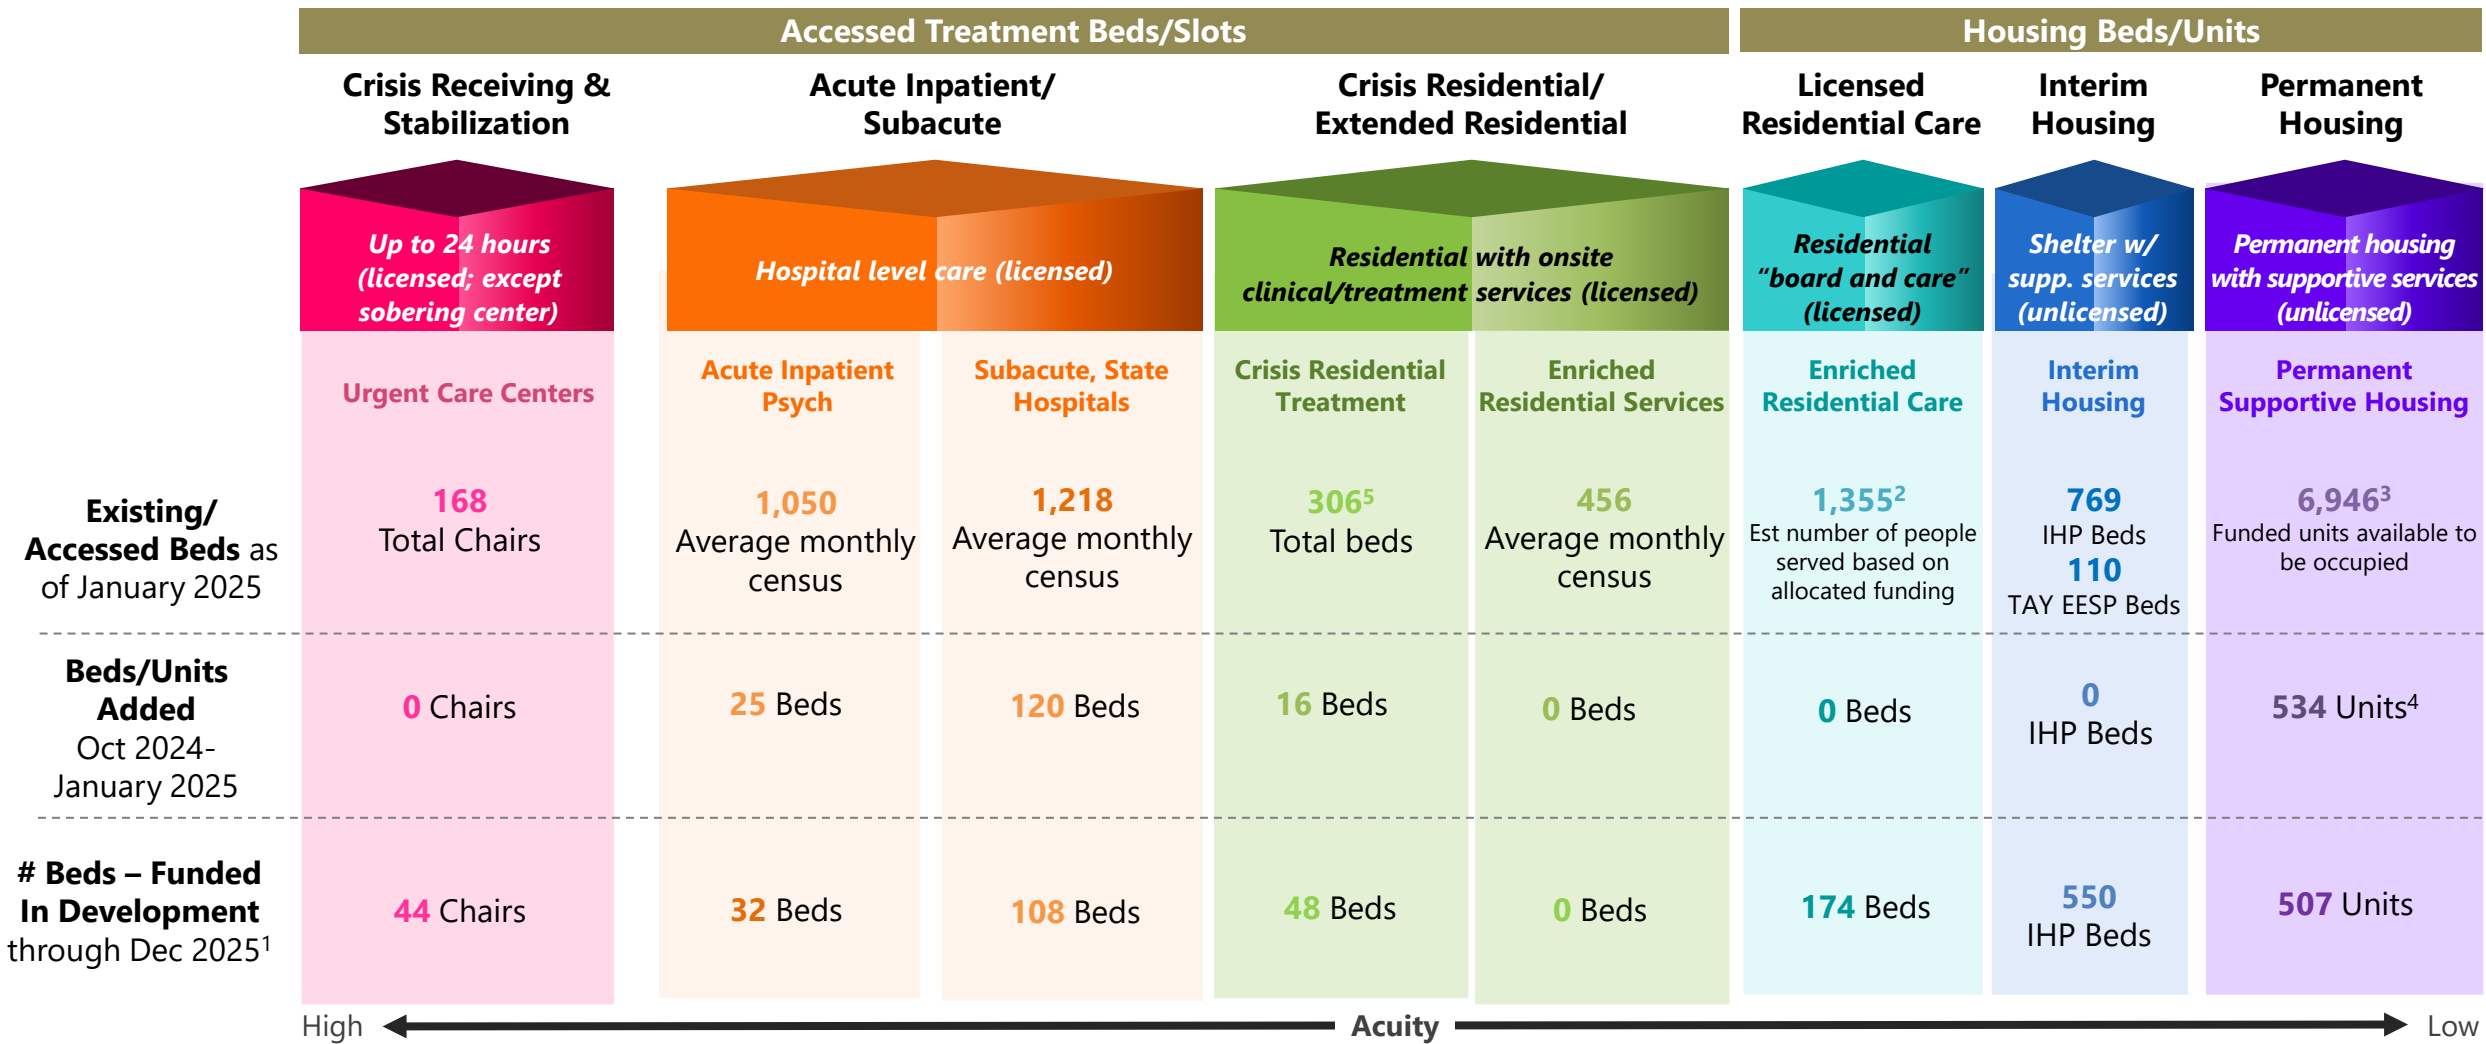 Accessed Treatment Beds/Slots
Housing Beds/Units
Crisis Receiving &
Stabilization
Acute Inpatient/
Subacute
Crisis Residential/
Extended Residential
Licensed
Residential Care
Interim
Housing
Permanent
Housing
Up to 24 hours
(licensed; except
sobering center)
Hospital level care (licensed)
Residential with onsite
clinical/treatment services (licensed)
Residential
“board and care”
(licensed)
Shelter w/
supp. services
(unlicensed)
Permanent housing
with supportive services
(unlicensed)
Urgent Care Centers
Acute Inpatient
Psych
Subacute, State
Hospitals
Crisis Residential
Treatment
Enriched
Residential Services
Enriched
Residential Care
Interim
Housing
Permanent
Supportive Housing
Existing/
Accessed Beds as
of January 2025
168
Total Chairs
1,050
Average monthly
census
1,218
Average monthly
census
306⁵
Total beds
456
Average monthly
census
1,355²
Est number of people
served based on
allocated funding
769
IHP Beds
110
TAY EESP Beds
6,946³
Funded units available to
be occupied
Beds/Units
Added
Oct 2024-
January 2025
0 Chairs
25 Beds
120 Beds
16 Beds
0 Beds
0 Beds
0
IHP Beds
534 Units⁴
# Beds – Funded
In Development
through Dec 2025¹
44 Chairs
32 Beds
108 Beds
48 Beds
0 Beds
174 Beds
550
IHP Beds
507 Units
High
Acuity
Low